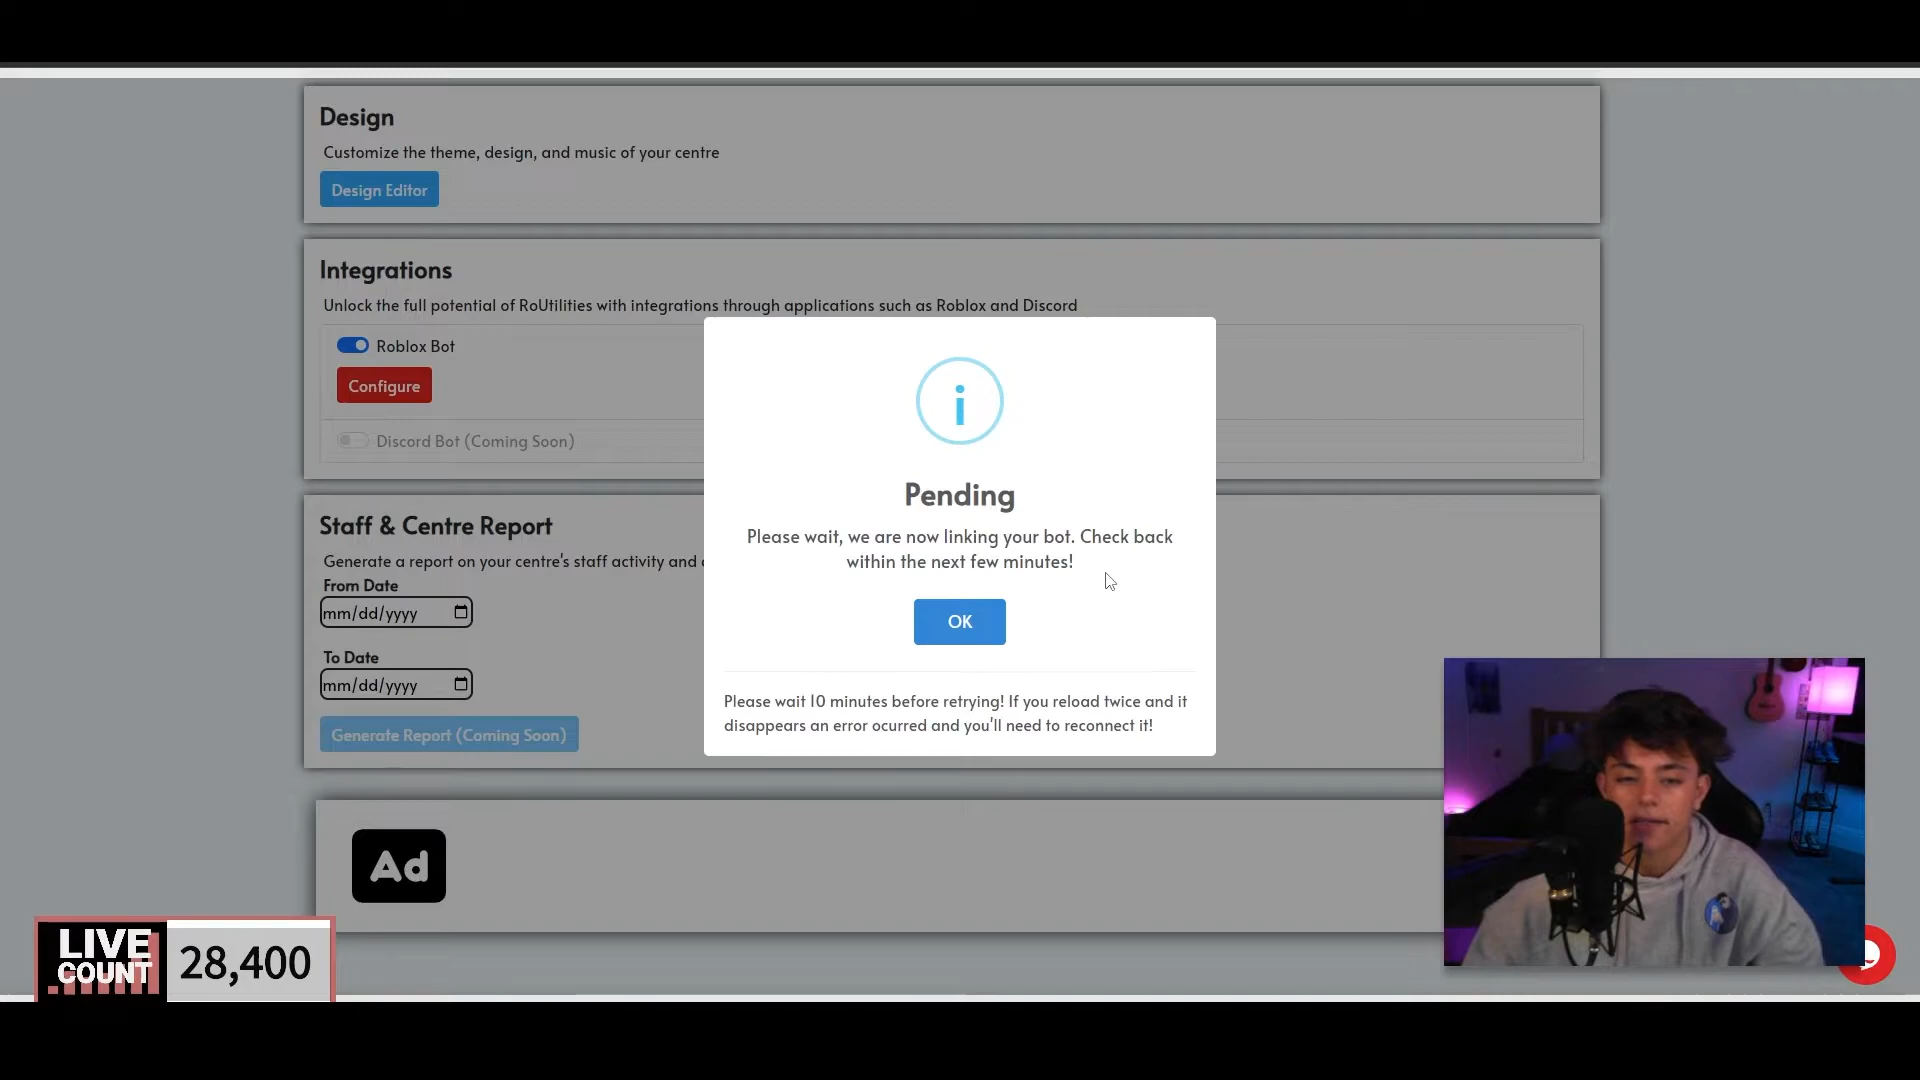 Design
Customize the theme, design, and music of your centre
Design Editor
Integrations
Unlock the full potential of RoUtilities with integrations through applications such as Roblox and Discord
Roblox Bot
Configure
Discord Bot (Coming Soon)
Staff & Centre Report
Generate a report on your centre's staff activity and
From Date
mm/dd/yyyy
To Date
mm/dd/yyyy
Generate Report (Coming Soon)
Pending
Please wait, we are now linking your bot. Check back
within the next few minutes!
OK
Please wait 10 minutes before retrying! If you reload twice and it
disappears an error ocurred and you'll need to reconnect it!
Ad
LIVE
COUNT
28,400